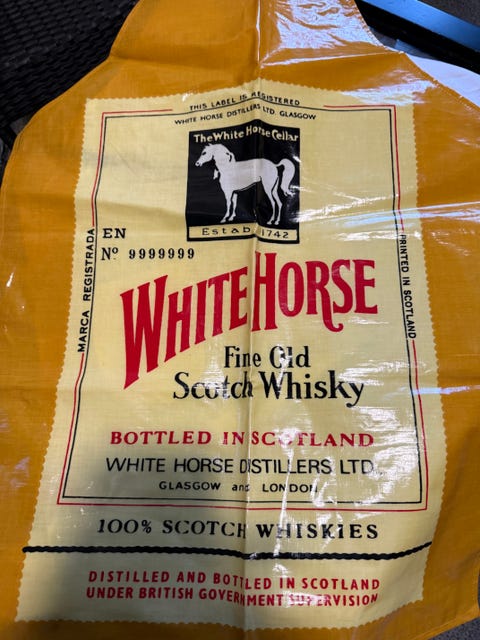 THIS LABEL IS REGISTERED
WHITE HORSE DISTILLERS LTD. GLASGOW
The White Horse Cellar
Estab 1742
EN
Nº 9999999
MARCA REGISTRADA
PRINTED IN SCOTLAND
WHITE HORSE
Fine Old
Scotch Whisky
BOTTLED IN SCOTLAND
WHITE HORSE DISTILLERS LTD.,
GLASGOW and LONDON
100% SCOTCH WHISKIES
DISTILLED AND BOTTLED IN SCOTLAND
UNDER BRITISH GOVERNMENT SUPERVISION